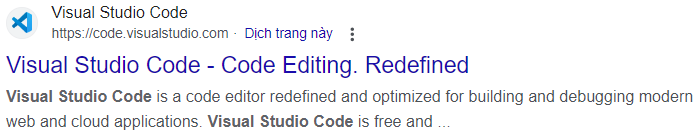 Visual Studio Code
https://code.visualstudio.com · Dịch trang này
Visual Studio Code - Code Editing. Redefined
Visual Studio Code is a code editor redefined and optimized for building and debugging modern
web and cloud applications. Visual Studio Code is free and ...